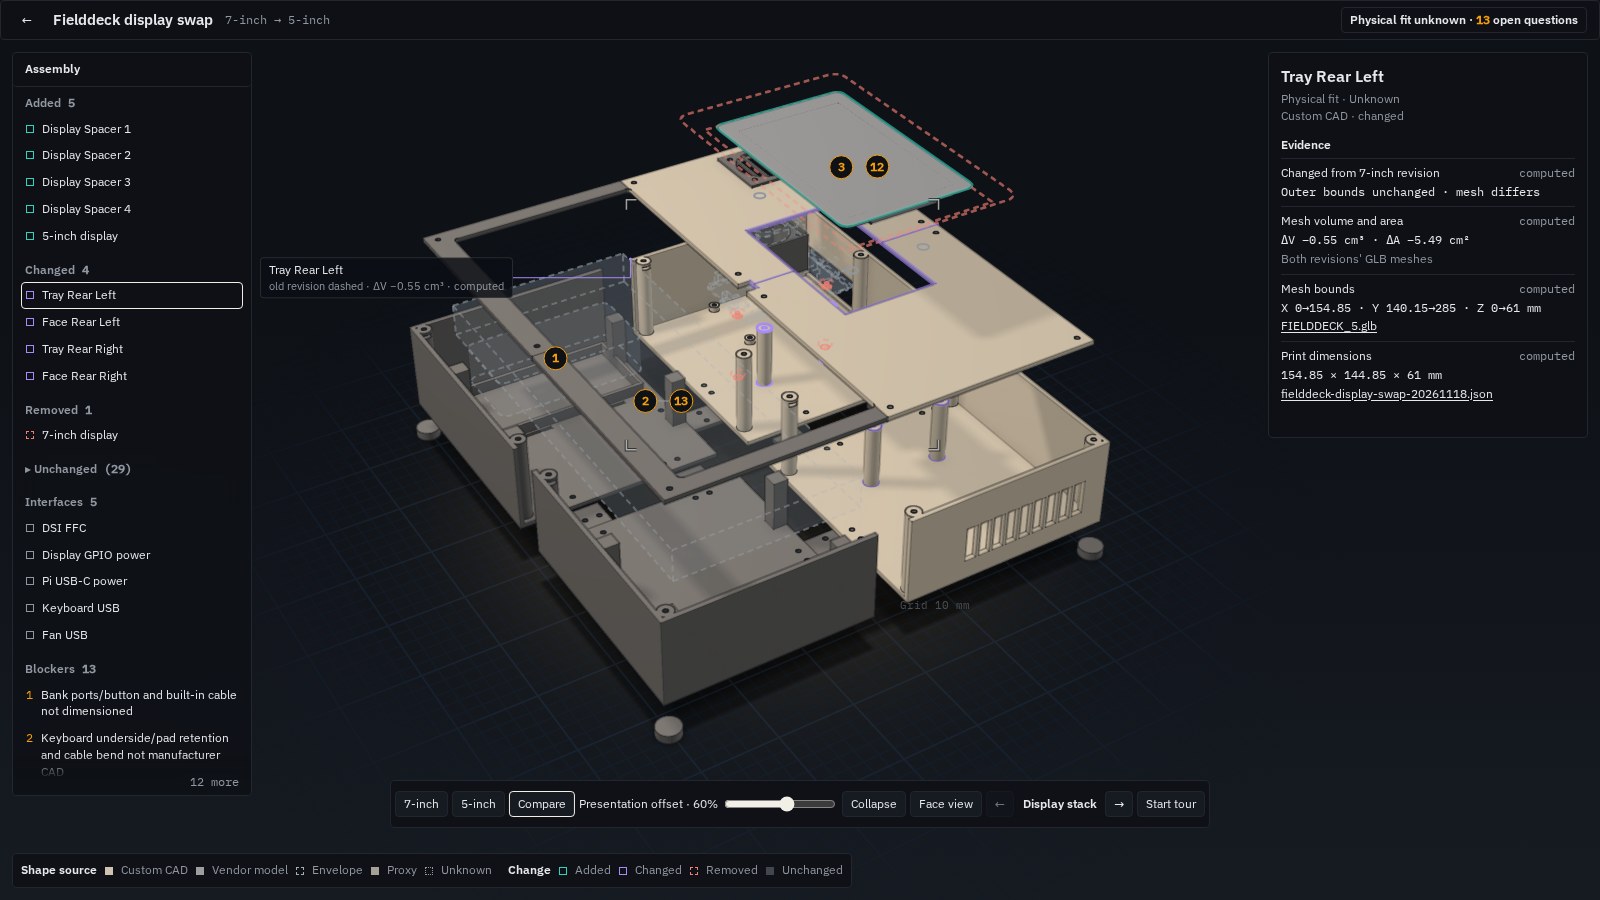 ← Fielddeck display swap 7-inch → 5-inch
Physical fit unknown · 13 open questions
Assembly
Added 5
Display Spacer 1
Display Spacer 2
Display Spacer 3
Display Spacer 4
5-inch display
Changed 4
Tray Rear Left
Face Rear Left
Tray Rear Right
Face Rear Right
Removed 1
7-inch display
▸ Unchanged (29)
Interfaces 5
DSI FFC
Display GPIO power
Pi USB-C power
Keyboard USB
Fan USB
Blockers 13
1 Bank ports/button and built-in cable
not dimensioned
2 Keyboard underside/pad retention
and cable bend not manufacturer
CAD
12 more
Tray Rear Left
old revision dashed · ΔV −0.55 cm³ · computed
3 12
1
2 13
Grid 10 mm
Tray Rear Left
Physical fit · Unknown
Custom CAD · changed
Evidence
Changed from 7-inch revision computed
Outer bounds unchanged · mesh differs
Mesh volume and area computed
ΔV −0.55 cm³ · ΔA −5.49 cm²
Both revisions' GLB meshes
Mesh bounds computed
X 0→154.85 · Y 140.15→285 · Z 0→61 mm
FIELDDECK_5.glb
Print dimensions computed
154.85 × 144.85 × 61 mm
fielddeck-display-swap-20261118.json
7-inch 5-inch Compare Presentation offset · 60% Collapse Face view ← Display stack → Start tour
Shape source Custom CAD Vendor model Envelope Proxy Unknown Change Added Changed Removed Unchanged